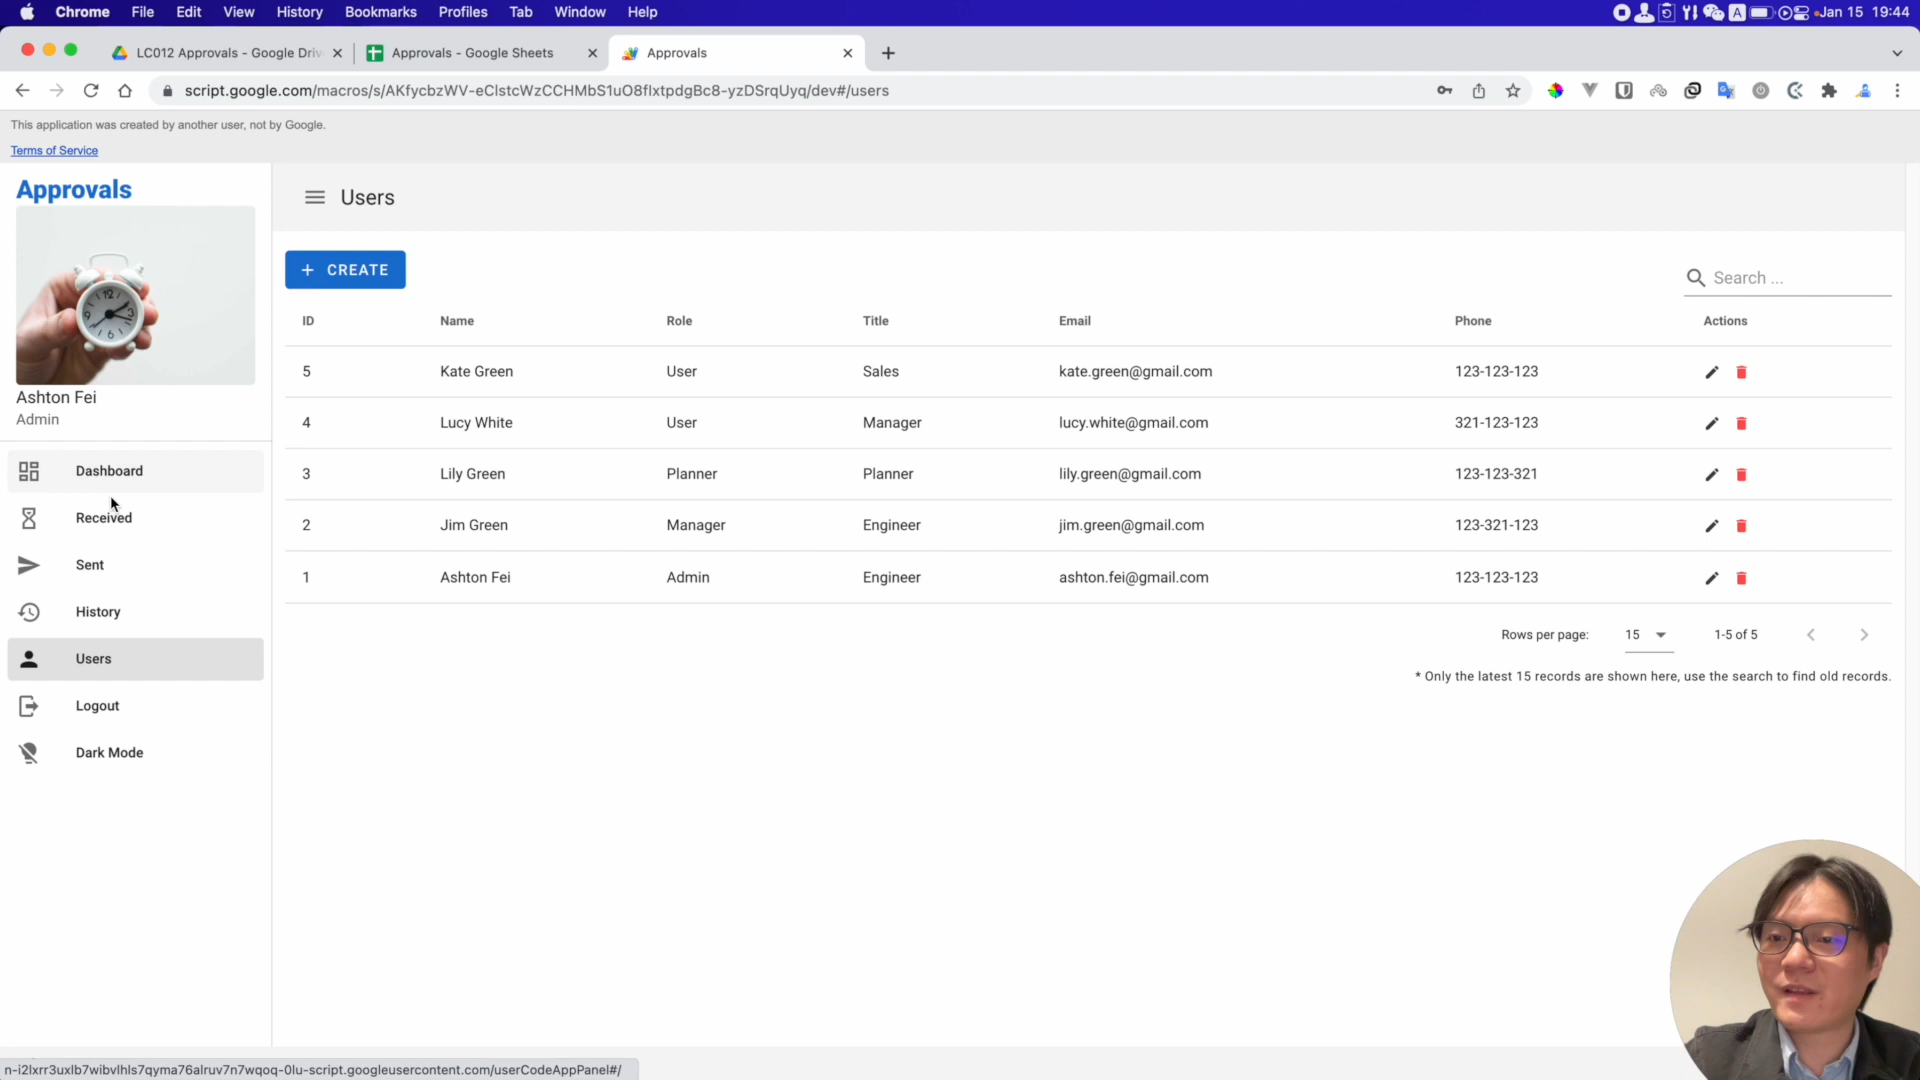 Chrome File Edit View History Bookmarks Profiles Tab Window Help A Jan 15 19:44
LC012 Approvals - Google Driv Approvals - Google Sheets Approvals
script.google.com/macros/s/AKfycbzWV-eClstcWzCCHMbS1uO8flxtpdgBc8-yzDSrqUyq/dev#/users
This application was created by another user, not by Google.
Terms of Service
Approvals
Ashton Fei
Admin
Dashboard
Received
Sent
History
Users
Logout
Dark Mode
Users
+ CREATE
Search ...
ID Name Role Title Email Phone Actions
5 Kate Green User Sales kate.green@gmail.com 123-123-123
4 Lucy White User Manager lucy.white@gmail.com 321-123-123
3 Lily Green Planner Planner lily.green@gmail.com 123-123-321
2 Jim Green Manager Engineer jim.green@gmail.com 123-321-123
1 Ashton Fei Admin Engineer ashton.fei@gmail.com 123-123-123
Rows per page: 15 1-5 of 5
* Only the latest 15 records are shown here, use the search to find old records.
n-i2lxrr3uxlb7wibvlhls7qyma76alruv7n7wqoq-0lu-script.googleusercontent.com/userCodeAppPanel#/